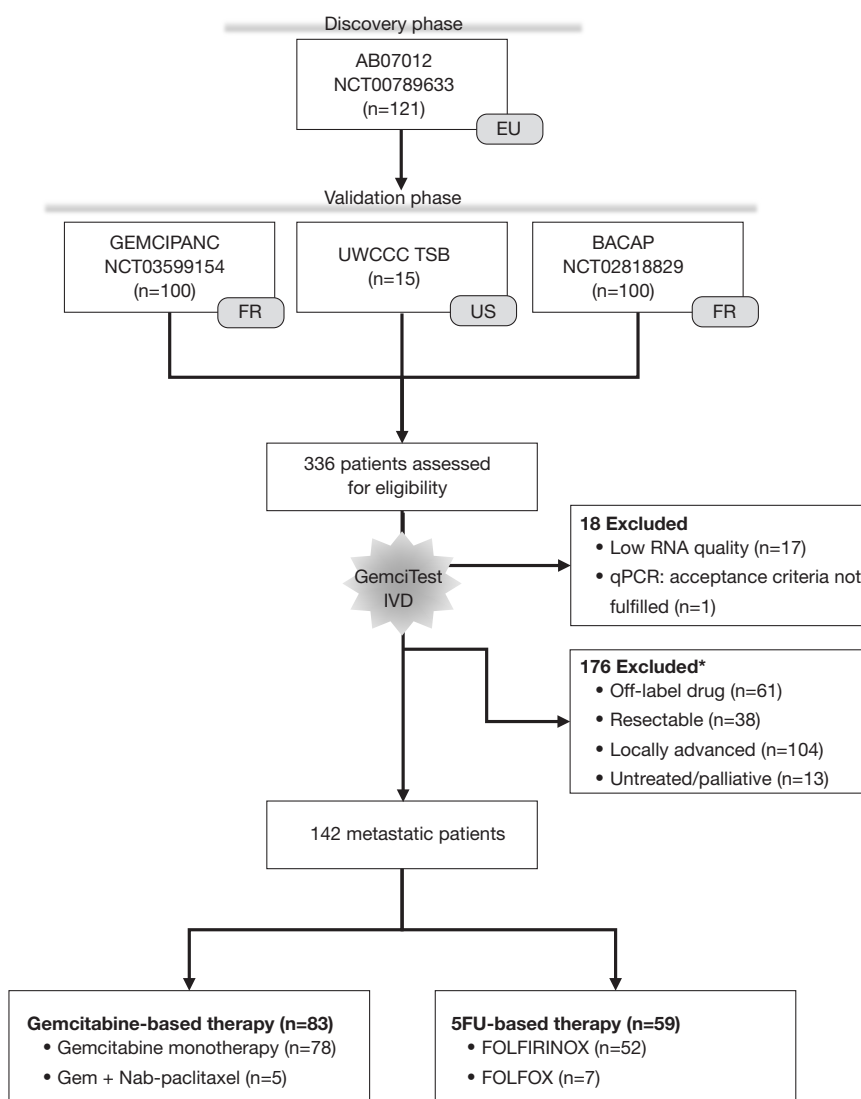 Discovery phase
AB07012
NCT00789633
(n=121)
EU
Validation phase
GEMCIPANC
NCT03599154
(n=100)
FR
UWCCC TSB
(n=15)
US
BACAP
NCT02818829
(n=100)
FR
336 patients assessed
for eligibility
GemciTest
IVD
18 Excluded
• Low RNA quality (n=17)
• qPCR: acceptance criteria not
fulfilled (n=1)
176 Excluded*
• Off-label drug (n=61)
• Resectable (n=38)
• Locally advanced (n=104)
• Untreated/palliative (n=13)
142 metastatic patients
Gemcitabine-based therapy (n=83)
• Gemcitabine monotherapy (n=78)
• Gem + Nab-paclitaxel (n=5)
5FU-based therapy (n=59)
• FOLFIRINOX (n=52)
• FOLFOX (n=7)